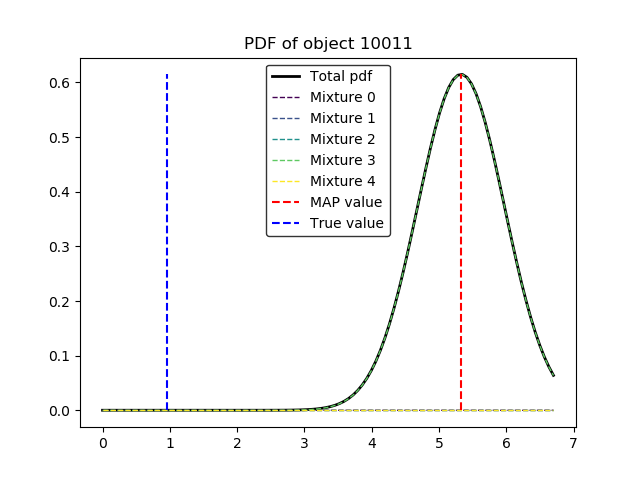 PDF of object 10011
Total pdf
Mixture 0
Mixture 1
Mixture 2
Mixture 3
Mixture 4
MAP value
True value
0.6
0.5
0.4
0.3
0.2
0.1
0.0
0 1 2 3 4 5 6 7